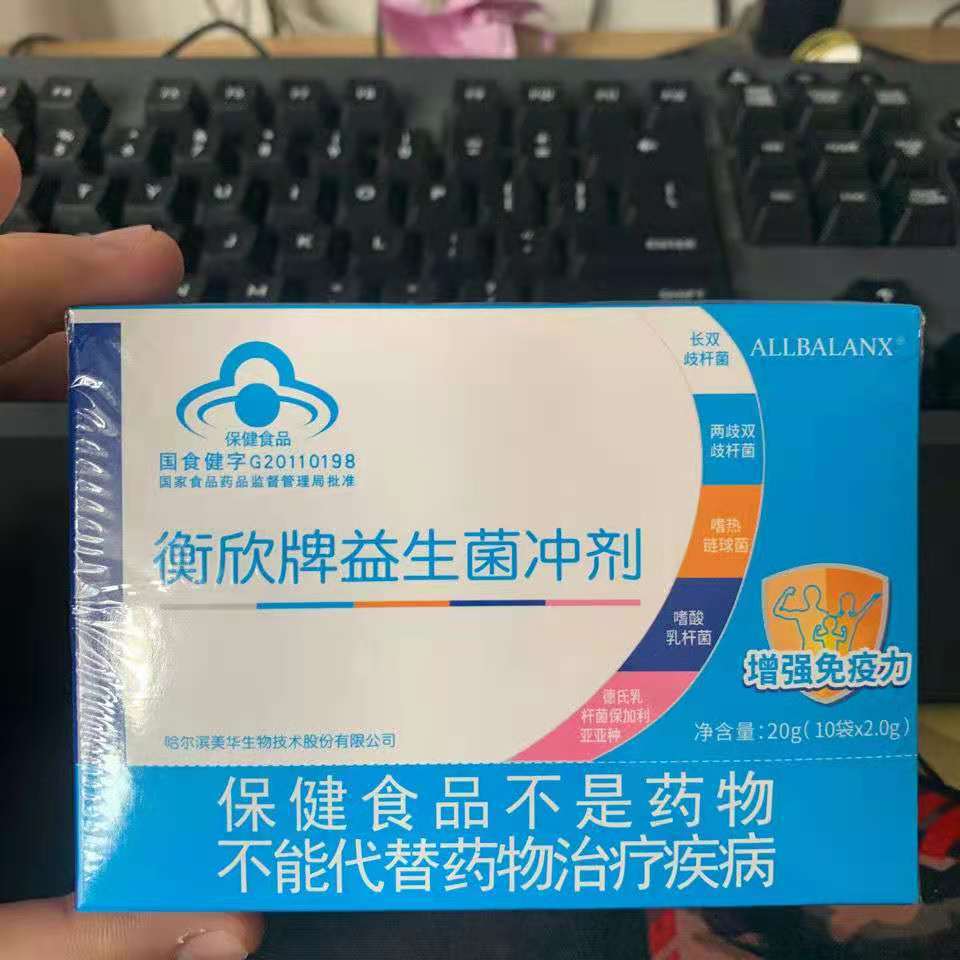 保健食品
国食健字G20110198
国家食品药品监督管理局批准
衡欣牌益生菌冲剂
哈尔滨美华生物技术股份有限公司
长双
歧杆菌
两歧双
歧杆菌
嗜热
链球菌
嗜酸
乳杆菌
德氏乳
杆菌保加利
亚亚种
ALLBALANX®
增强免疫力
净含量:20g(10袋x2.0g)
保健食品不是药物
不能代替药物治疗疾病